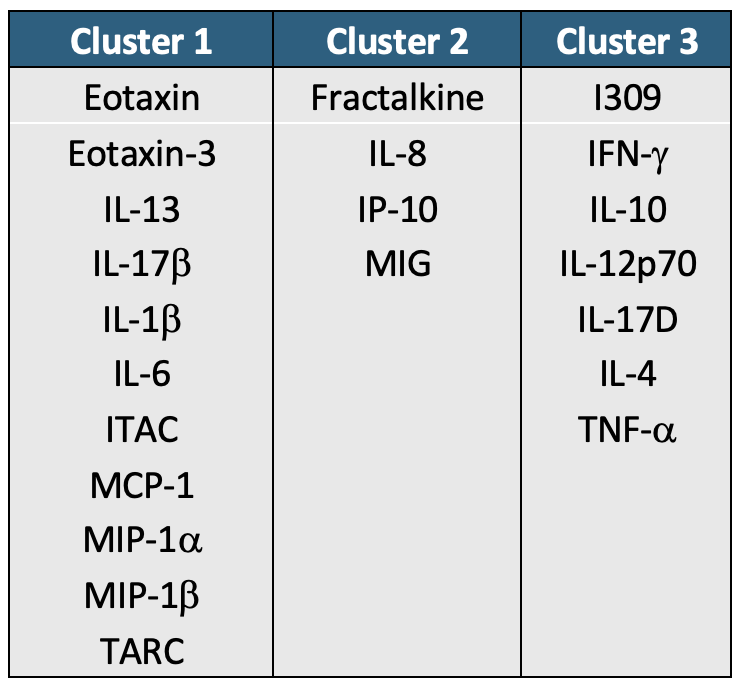 Cluster 1 Cluster 2 Cluster 3
Eotaxin Fractalkine I309
Eotaxin-3 IL-8 IFN-γ
IL-13 IP-10 IL-10
IL-17β MIG IL-12p70
IL-1β IL-17D
IL-6 IL-4
ITAC TNF-α
MCP-1
MIP-1α
MIP-1β
TARC